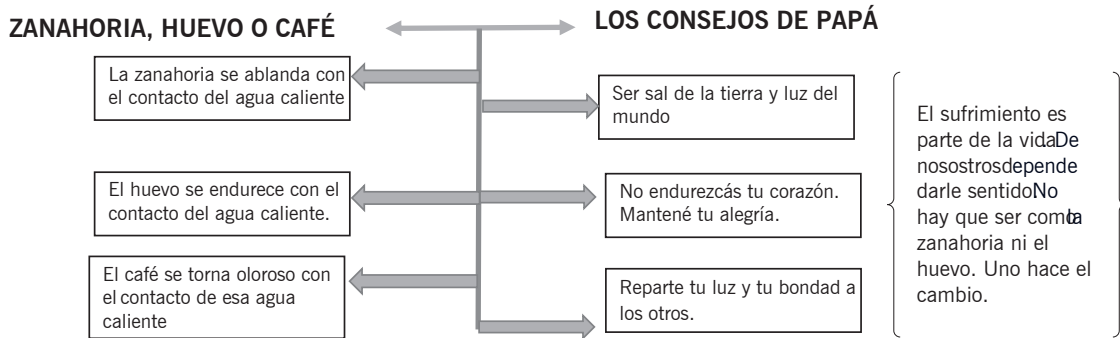 ZANAHORIA, HUEVO O CAFÉ
La zanahoria se ablanda con
el contacto del agua caliente
El huevo se endurece con el
contacto del agua caliente.
El café se torna oloroso con
el contacto de esa agua
caliente
LOS CONSEJOS DE PAPÁ
Ser sal de la tierra y luz del
mundo
No endurezcás tu corazón.
Mantené tu alegría.
Reparte tu luz y tu bondad a
los otros.
El sufrimiento es
parte de la vidaDe
nosostrosdepende
darle sentidoNo
hay que ser comola
zanahoria ni el
huevo. Uno hace el
cambio.